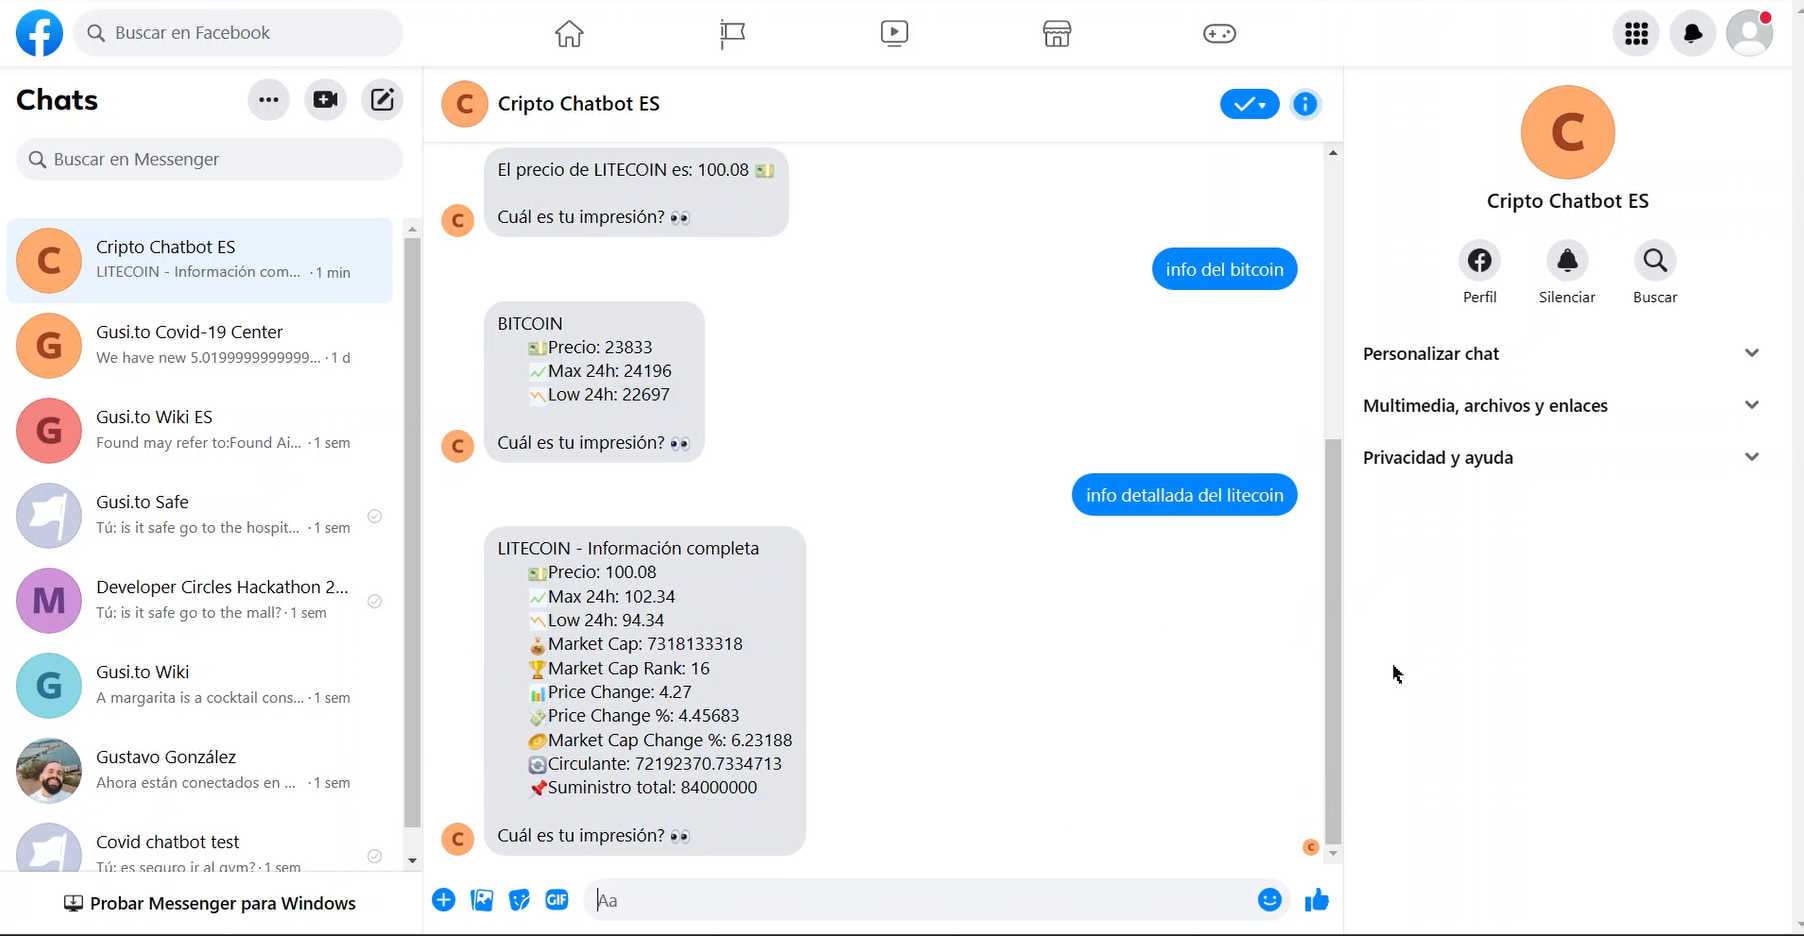 Buscar en Facebook
Chats
Buscar en Messenger
C
Cripto Chatbot ES
LITECOIN - Información com... · 1 min
G
Gusi.to Covid-19 Center
We have new 5.0199999999999... · 1 d
G
Gusi.to Wiki ES
Found may refer to:Found Ai... · 1 sem
Gusi.to Safe
Tú: is it safe go to the hospit... · 1 sem
M
Developer Circles Hackathon 2...
Tú: is it safe go to the mall? · 1 sem
G
Gusi.to Wiki
A margarita is a cocktail cons... · 1 sem
Gustavo González
Ahora están conectados en ... · 1 sem
Covid chatbot test
Tú: es seguro ir al gym? · 1 sem
Probar Messenger para Windows
C
Cripto Chatbot ES
El precio de LITECOIN es: 100.08 💵
Cuál es tu impresión? 👀
C
info del bitcoin
BITCOIN
💵Precio: 23833
📈Max 24h: 24196
📉Low 24h: 22697
Cuál es tu impresión? 👀
C
info detallada del litecoin
LITECOIN - Información completa
💵Precio: 100.08
📈Max 24h: 102.34
📉Low 24h: 94.34
💰Market Cap: 7318133318
🏆Market Cap Rank: 16
📊Price Change: 4.27
💸Price Change %: 4.45683
🪙Market Cap Change %: 6.23188
🔄Circulante: 72192370.7334713
📌Suministro total: 84000000
Cuál es tu impresión? 👀
C
C
GIF
Aa
C
Cripto Chatbot ES
Perfil
Silenciar
Buscar
Personalizar chat
Multimedia, archivos y enlaces
Privacidad y ayuda